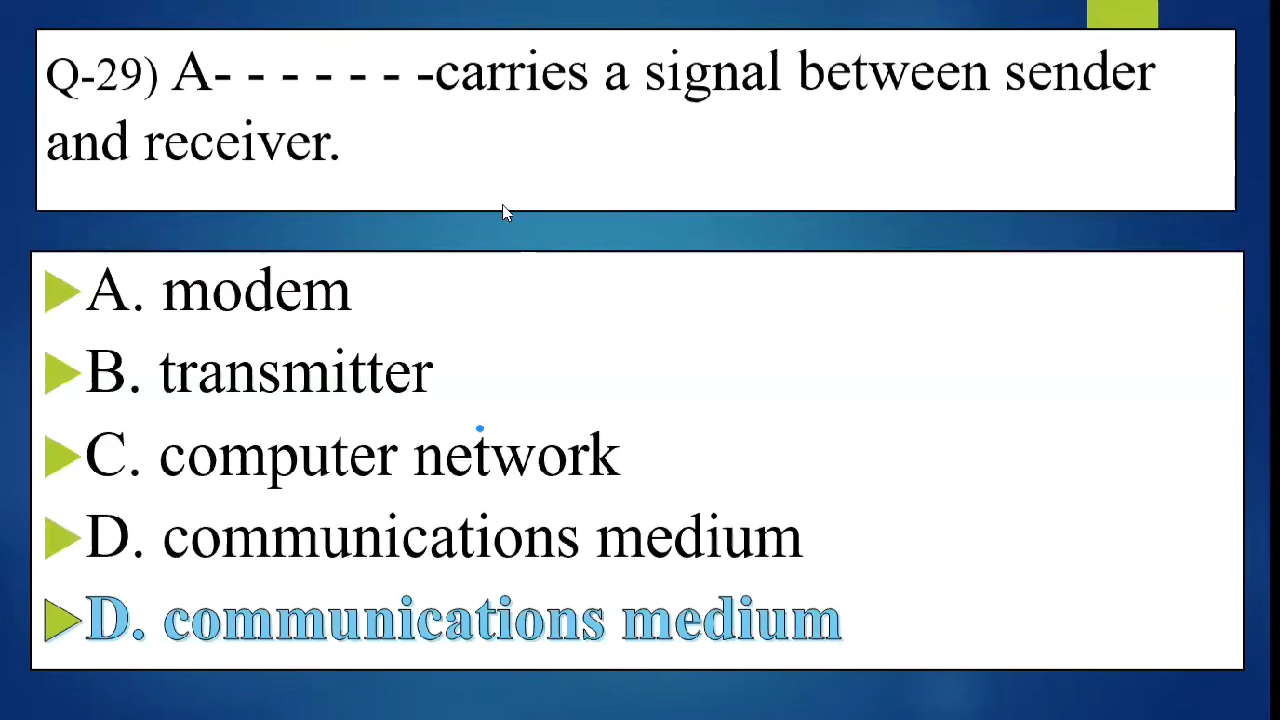 Q-29) A- - - - - - -carries a signal between sender
and receiver.
A. modem
B. transmitter
C. computer network
D. communications medium
D. communications medium